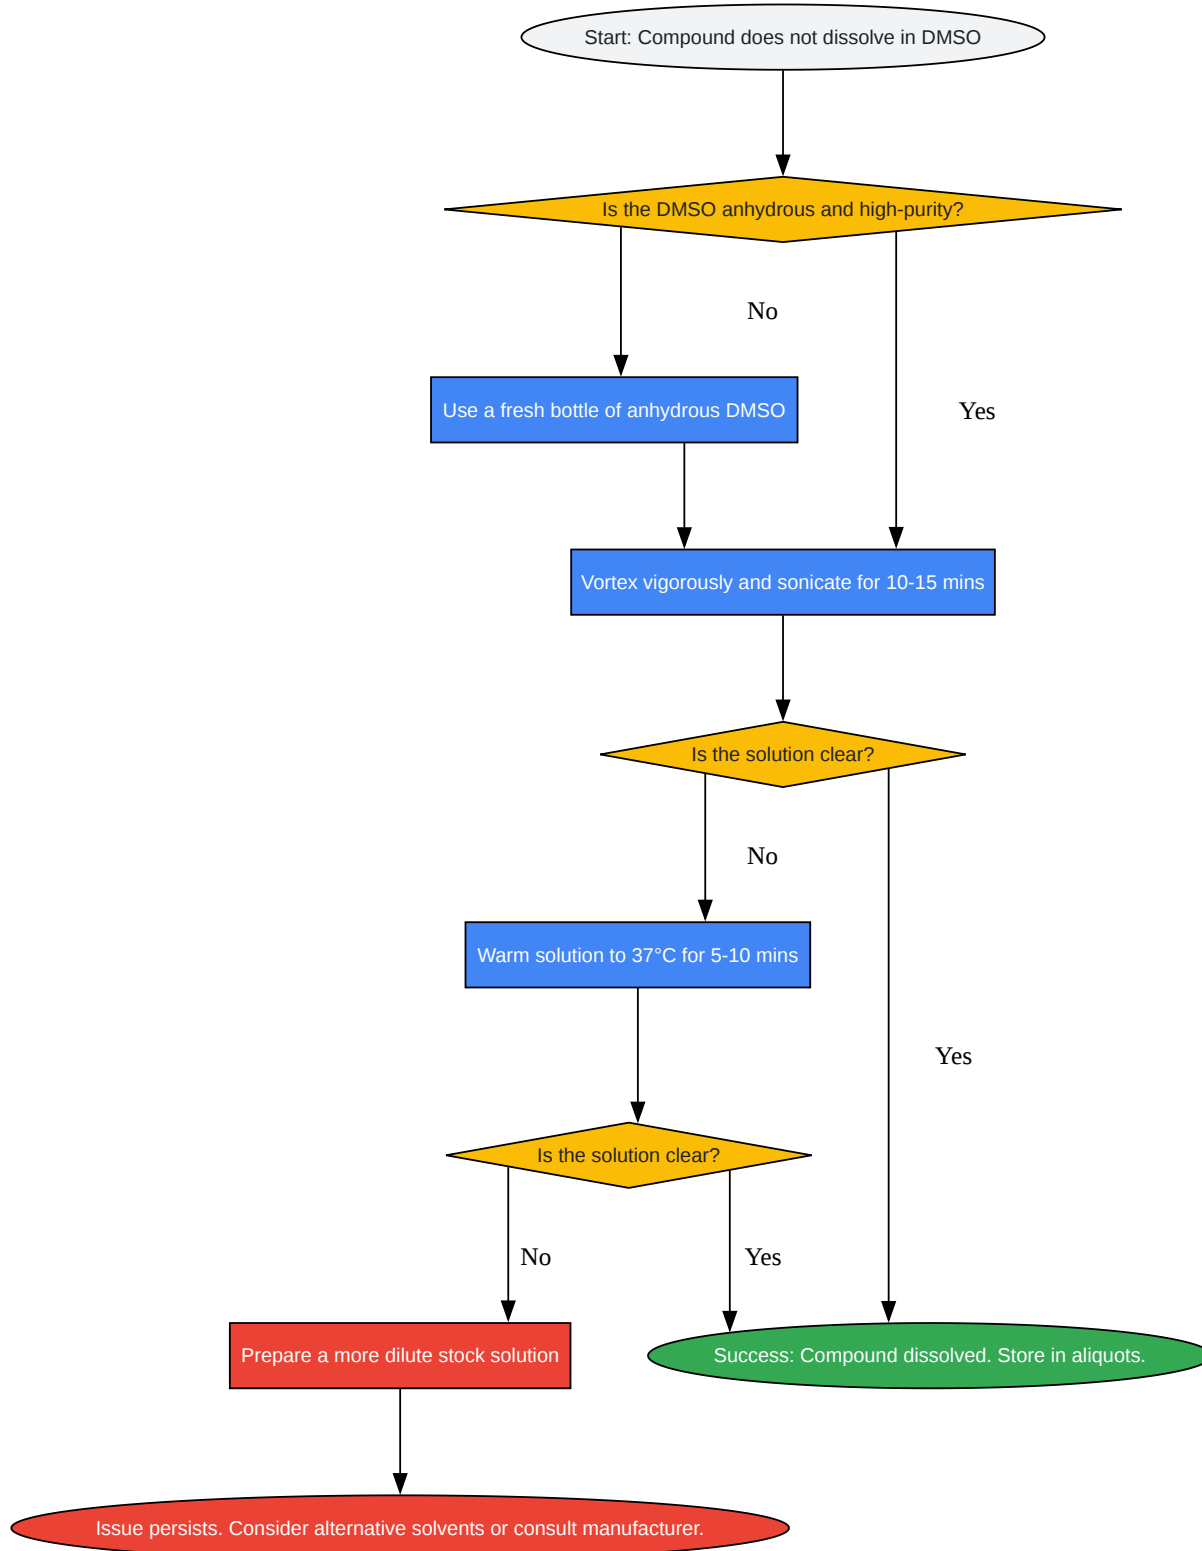 Start: Compound does not dissolve in DMSO
Is the DMSO anhydrous and high-purity?
No
Use a fresh bottle of anhydrous DMSO
Yes
Vortex vigorously and sonicate for 10-15 mins
Is the solution clear?
No
Warm solution to 37°C for 5-10 mins
Yes
Is the solution clear?
No
Yes
Prepare a more dilute stock solution
Success: Compound dissolved. Store in aliquots.
Issue persists. Consider alternative solvents or consult manufacturer.